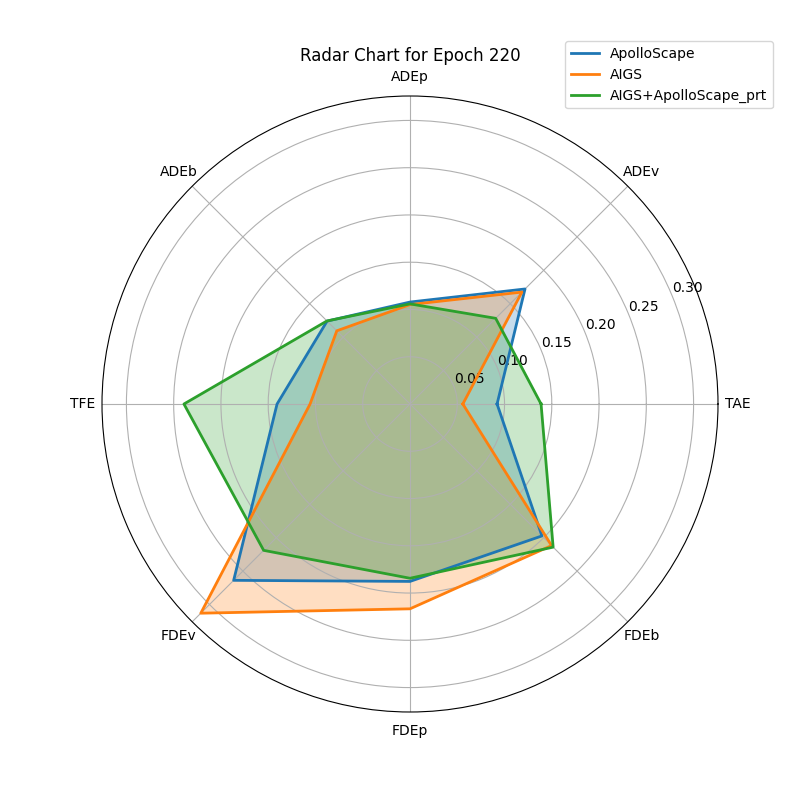 Radar Chart for Epoch 220
ApolloScape
AIGS
AIGS+ApolloScape_prt
ADEp
ADEb
ADEv
0.30
0.25
0.20
0.15
0.10
0.05
TFE
TAE
FDEv
FDEb
FDEp